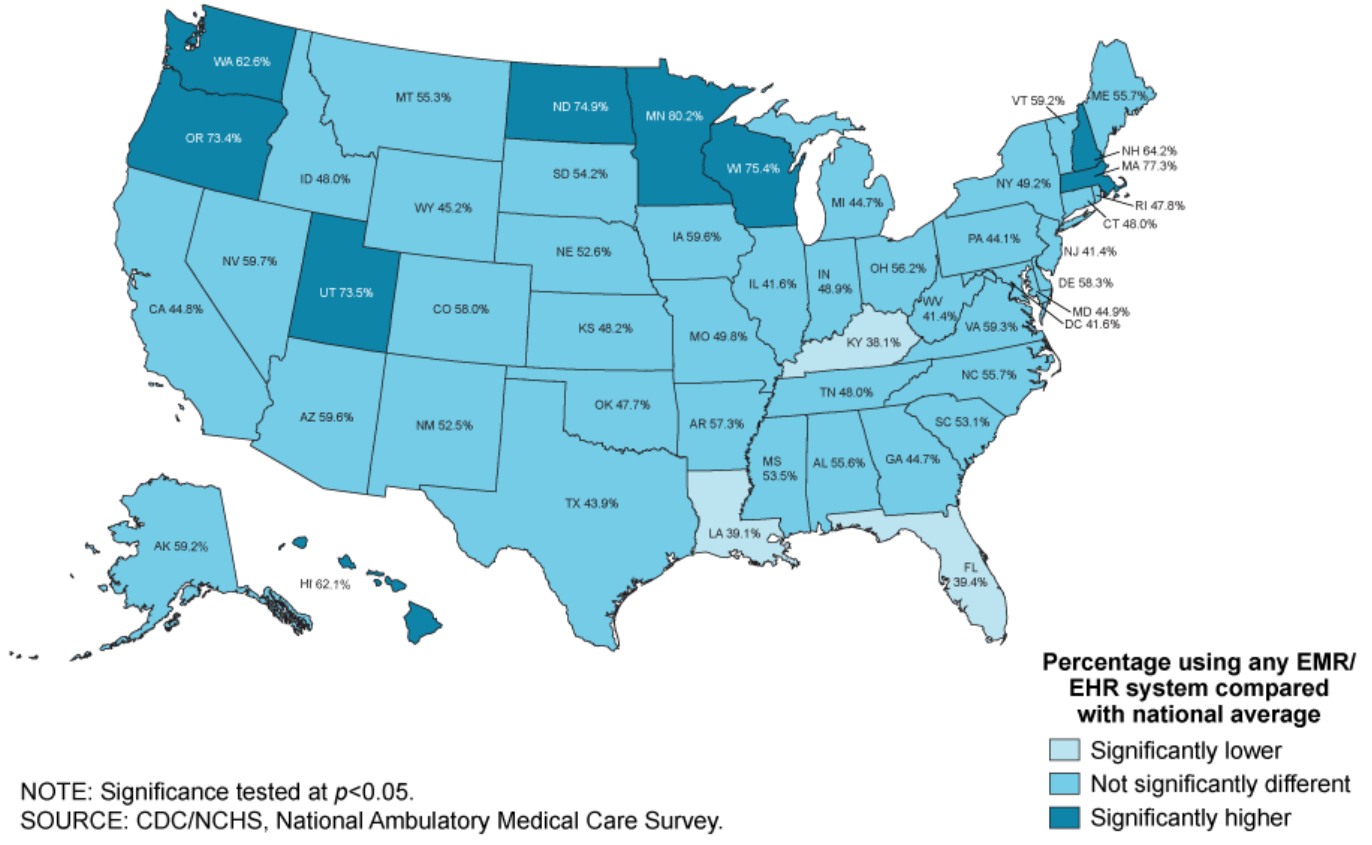 WA 62.6%
MT 55.3%
ND 74.9%
MN 80.2%
VT 59.2%
ME 55.7%
OR 73.4%
ID 48.0%
SD 54.2%
WI 75.4%
NH 64.2%
MA 77.3%
WY 45.2%
MI 44.7%
NY 49.2%
RI 47.8%
CT 48.0%
NV 59.7%
UT 73.5%
NE 52.6%
IA 59.6%
PA 44.1%
NJ 41.4%
CA 44.8%
CO 58.0%
IL 41.6%
IN
48.9%
OH 56.2%
DE 58.3%
WV
41.4%
MD 44.9%
DC 41.6%
KS 48.2%
MO 49.8%
KY 38.1%
VA 59.3%
AZ 59.6%
NM 52.5%
OK 47.7%
AR 57.3%
TN 48.0%
NC 55.7%
SC 53.1%
MS
53.5%
AL 55.6%
GA 44.7%
TX 43.9%
LA 39.1%
AK 59.2%
HI 62.1%
FL
39.4%
Percentage using any EMR/
EHR system compared
with national average
Significantly lower
Not significantly different
Significantly higher
NOTE: Significance tested at p<0.05.
SOURCE: CDC/NCHS, National Ambulatory Medical Care Survey.